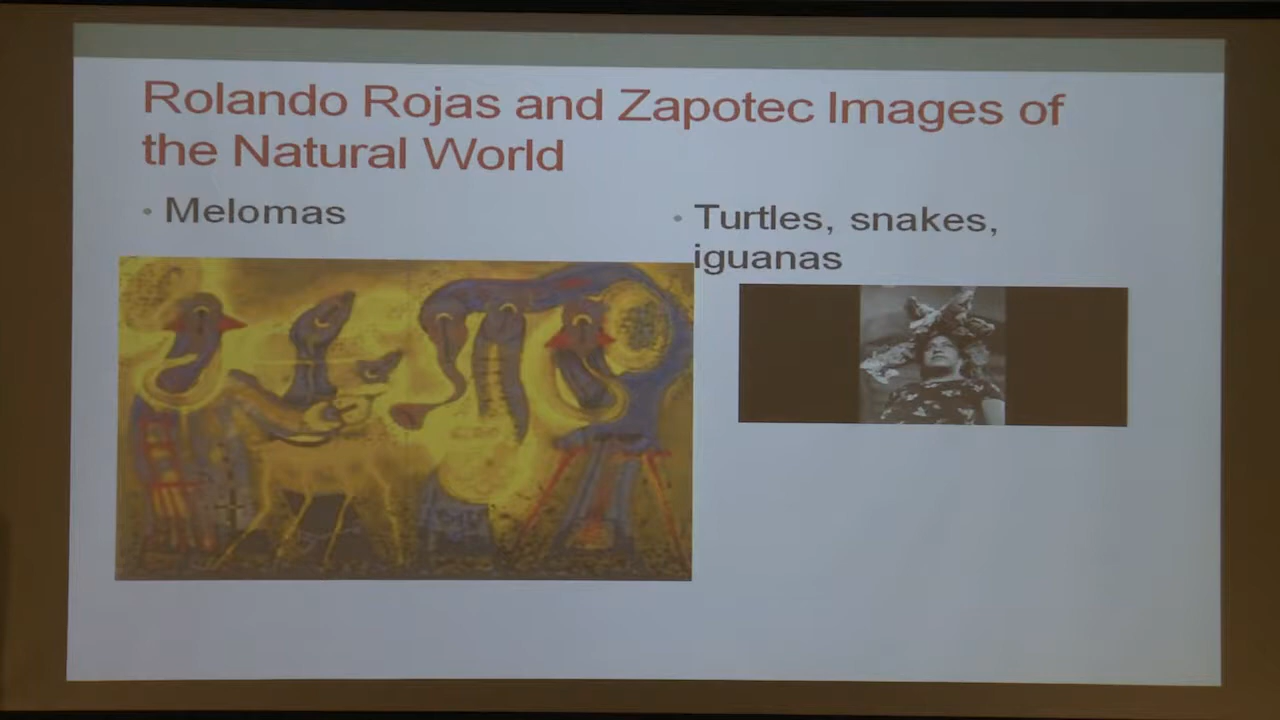 Rolando Rojas and Zapotec Images of
the Natural World
• Melomas
• Turtles, snakes,
iguanas